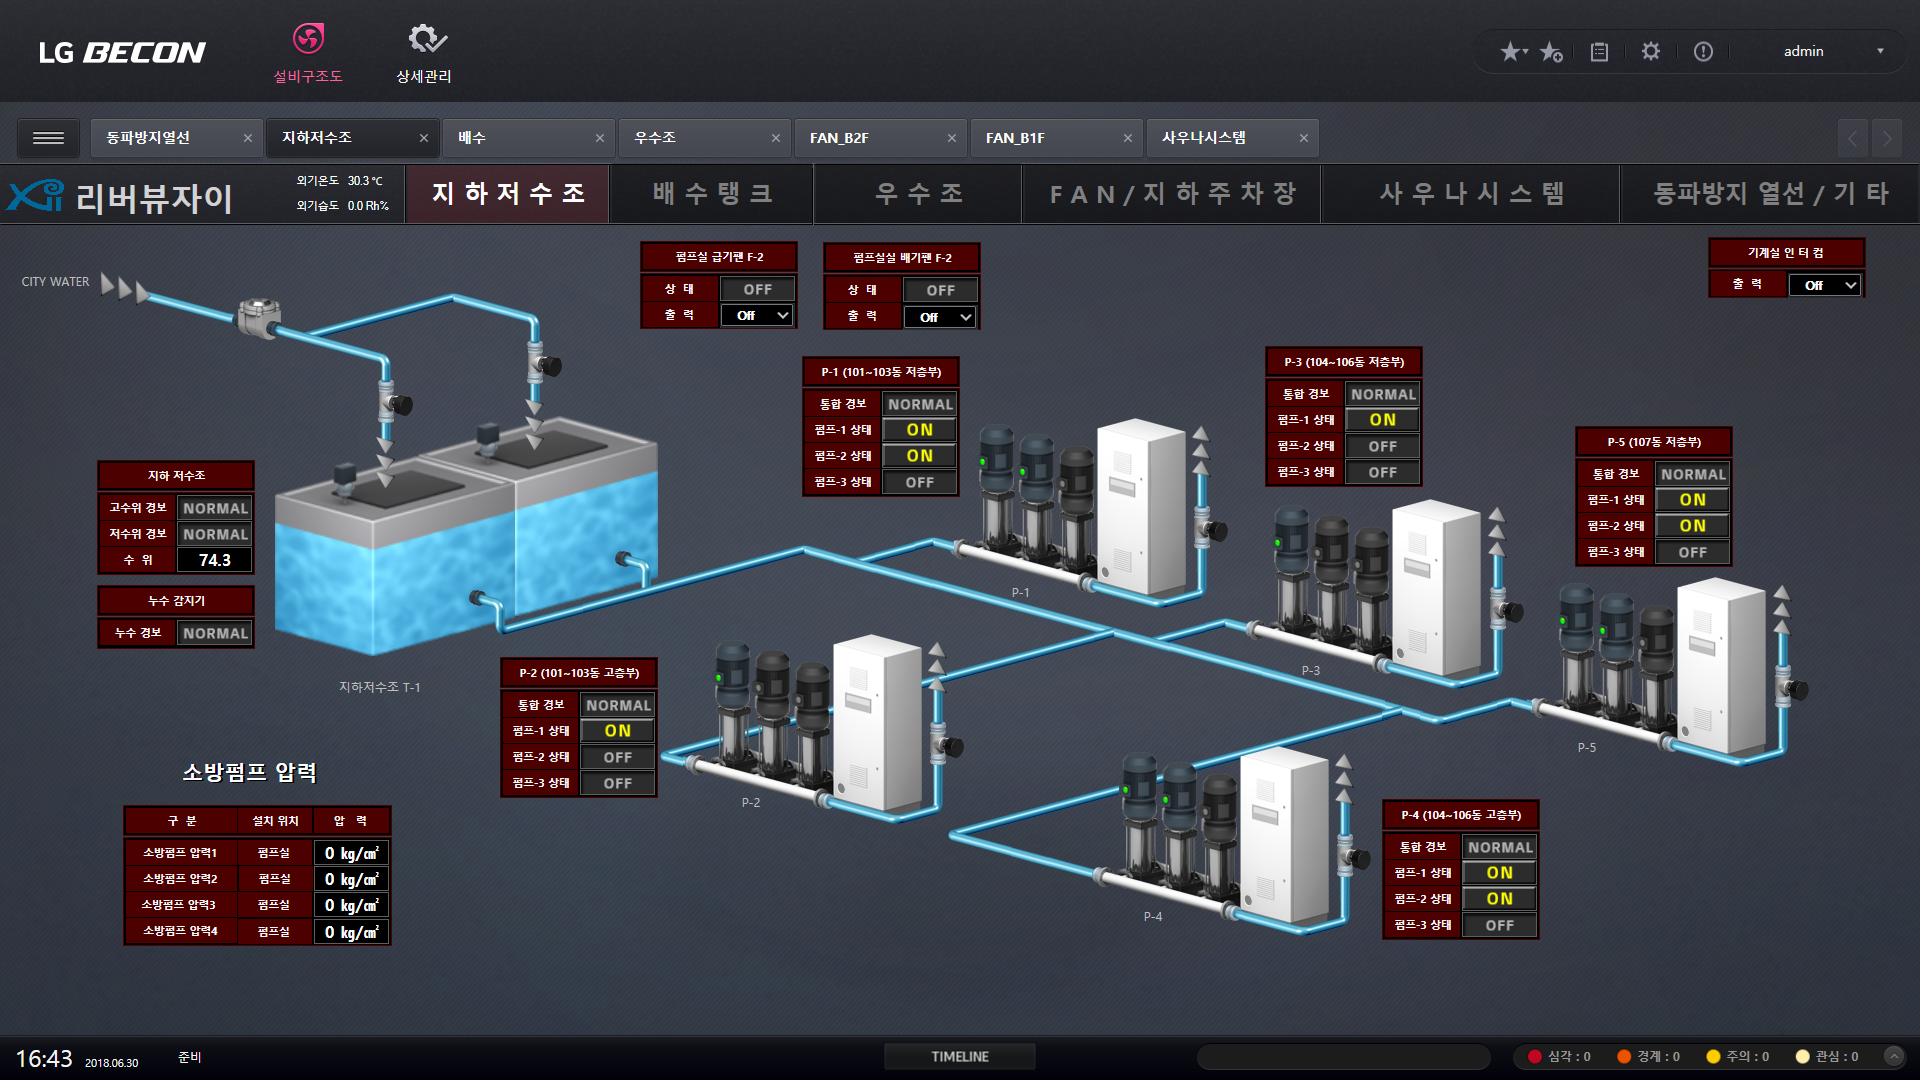 LG BECON
설비구조도
상세관리
admin
동파방지열선
지하저수조
배수
우수조
FAN_B2F
FAN_B1F
사우나시스템
Xii 리버뷰자이
외기온도 30.3 ℃
외기습도 0.0 Rh%
지하저수조
배수탱크
우수조
FAN/지하주차장
사우나시스템
동파방지 열선/기타
CITY WATER
펌프실 급기팬 F-2
상 태 OFF
출 력 Off
펌프실실 배기팬 F-2
상 태 OFF
출 력 Off
기계실 인 터 컴
출 력 Off
P-1 (101~103동 저층부)
통합 경보 NORMAL
펌프-1 상태 ON
펌프-2 상태 ON
펌프-3 상태 OFF
P-3 (104~106동 저층부)
통합 경보 NORMAL
펌프-1 상태 ON
펌프-2 상태 OFF
펌프-3 상태 OFF
P-5 (107동 저층부)
통합 경보 NORMAL
펌프-1 상태 ON
펌프-2 상태 ON
펌프-3 상태 OFF
지하 저수조
고수위 경보 NORMAL
저수위 경보 NORMAL
수 위 74.3
누수 감지기
누수 경보 NORMAL
지하저수조 T-1
P-1
P-3
P-5
P-2 (101~103동 고층부)
통합 경보 NORMAL
펌프-1 상태 ON
펌프-2 상태 OFF
펌프-3 상태 OFF
P-2
소방펌프 압력
구 분 설치 위치 압 력
소방펌프 압력1 펌프실 0 kg/㎠
소방펌프 압력2 펌프실 0 kg/㎠
소방펌프 압력3 펌프실 0 kg/㎠
소방펌프 압력4 펌프실 0 kg/㎠
P-4 (104~106동 고층부)
통합 경보 NORMAL
펌프-1 상태 ON
펌프-2 상태 ON
펌프-3 상태 OFF
P-4
16:43 2018.06.30 준비
TIMELINE
심각 : 0 경계 : 0 주의 : 0 관심 : 0